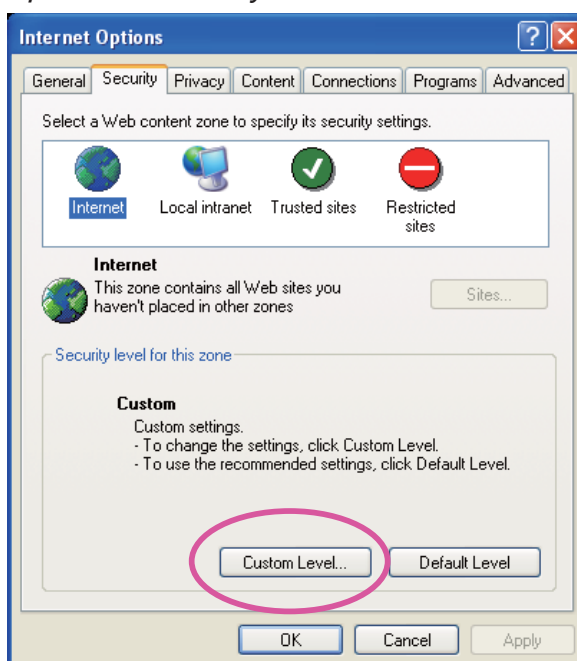 Internet Options
General Security Privacy Content Connections Programs Advanced
Select a Web content zone to specify its security settings.
Internet Local intranet Trusted sites Restricted sites
Internet
This zone contains all Web sites you
haven't placed in other zones
Sites...
Security level for this zone
Custom
Custom settings.
- To change the settings, click Custom Level.
- To use the recommended settings, click Default Level.
Custom Level... Default Level
OK Cancel Apply